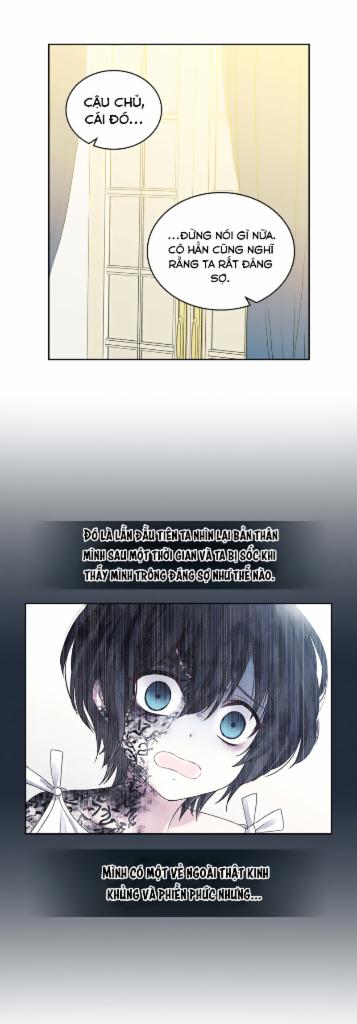 CẬU CHỦ,
CÁI ĐÓ...
...ĐỪNG NÓI GÌ NỮA.
CÔ HẲN CŨNG NGHĨ
RẰNG TA RẤT ĐÁNG
SỢ.
ĐÓ LÀ LẦN ĐẦU TIÊN TA NHÌN LẠI BẢN THÂN
MÌNH SAU MỘT THỜI GIAN VÀ TA BỊ SỐC KHI
THẤY MÌNH TRÔNG ĐÁNG SỢ NHƯ THẾ NÀO.
MÌNH CÓ MỘT VẺ NGOÀI THẬT KINH
KHỦNG VÀ PHIỀN PHỨC NHƯNG...